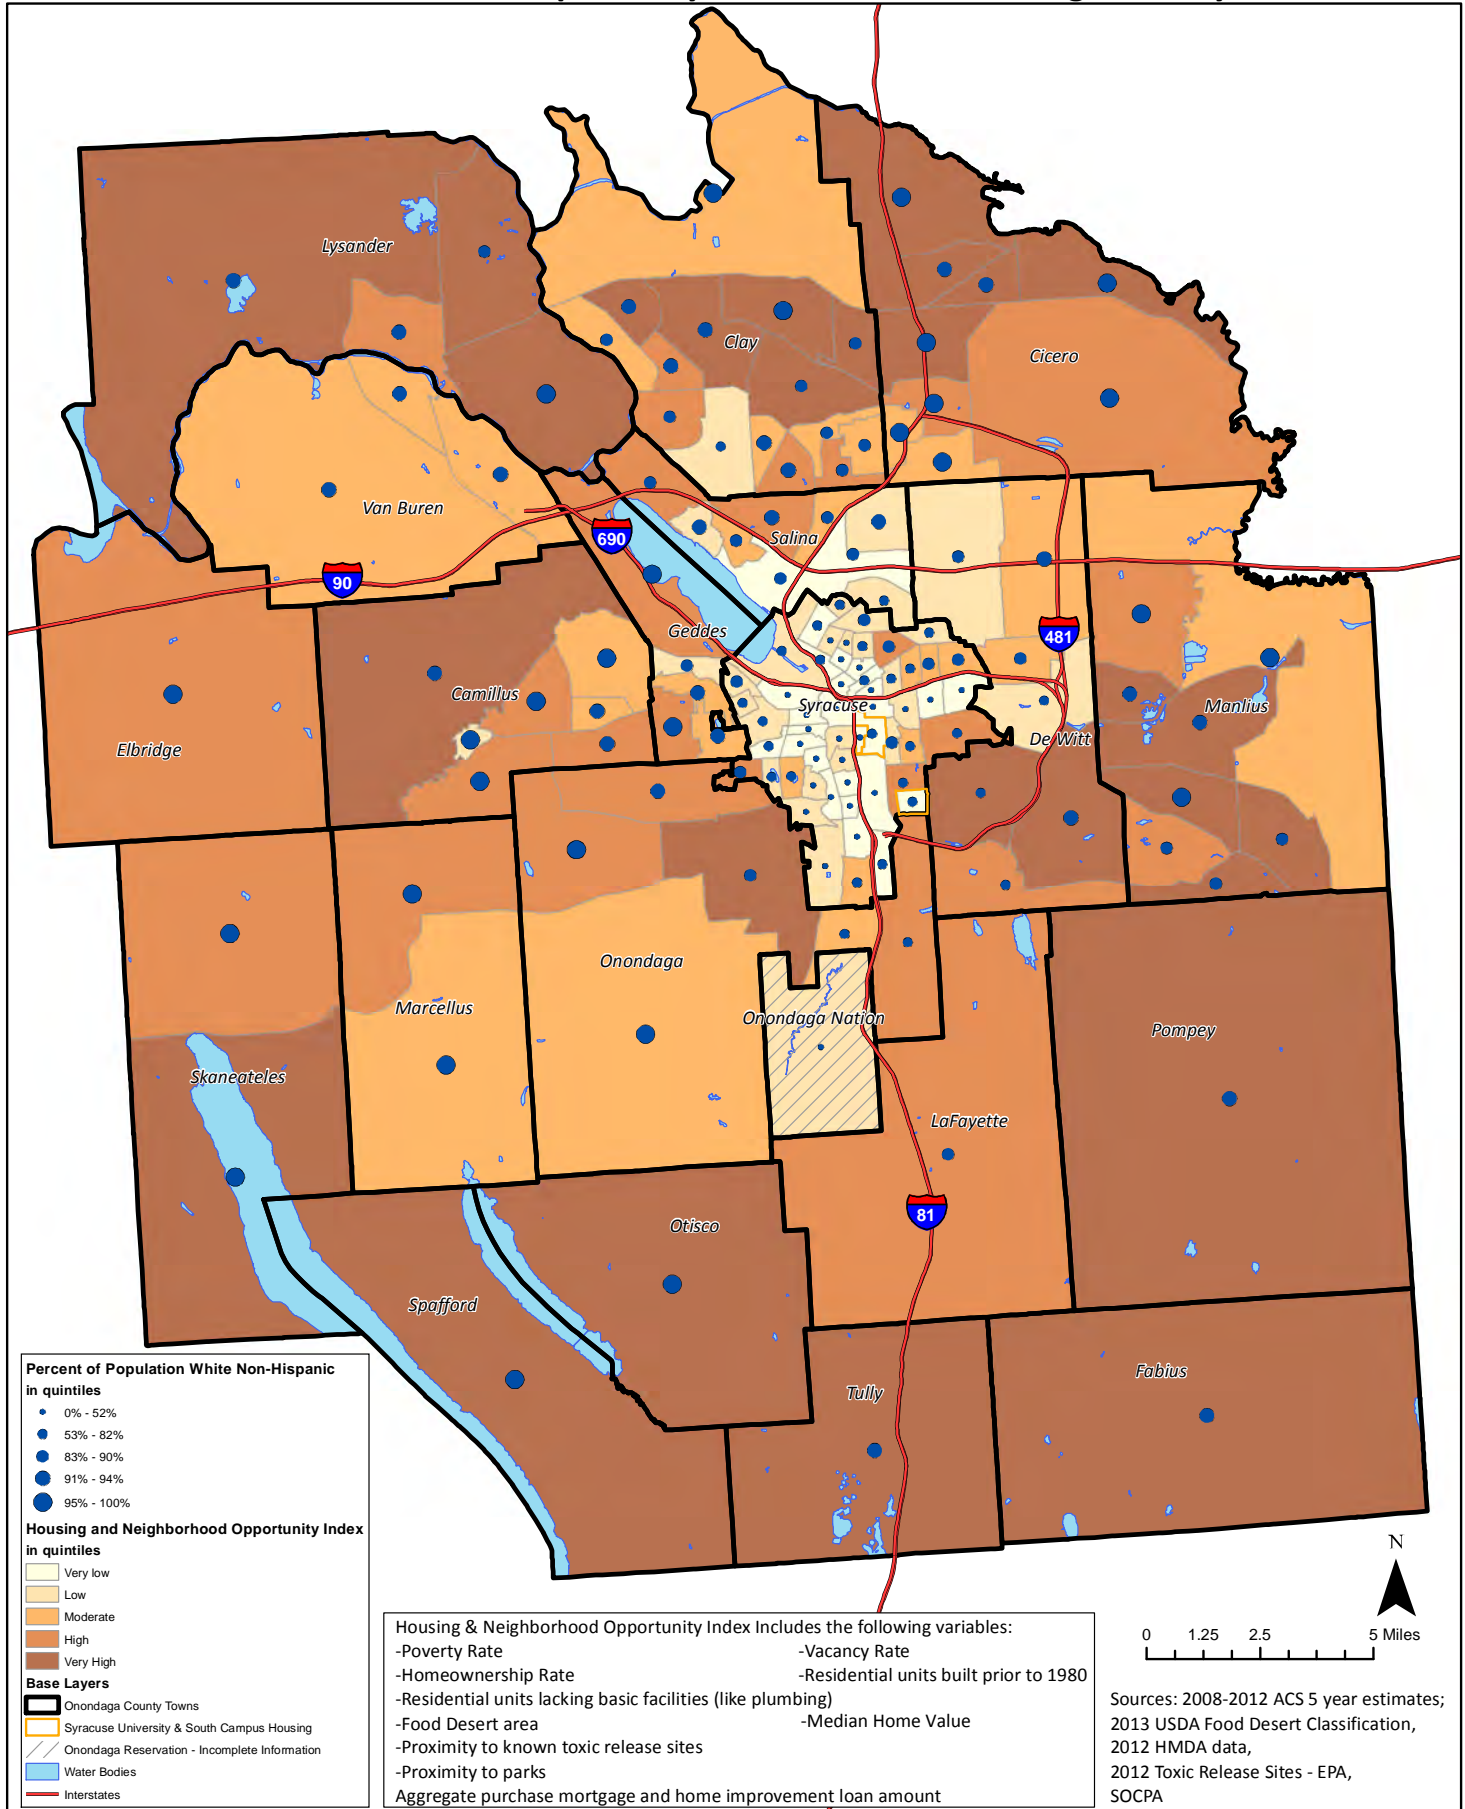 Lysander
Clay
Cicero
Van Buren
Salina
690
90
Geddes
481
Camillus
Syracuse
Manlius
Elbridge
De Witt
Onondaga
Marcellus
Onondaga Nation
Pompey
Skaneateles
LaFayette
81
Otisco
Spafford
Fabius
Tully
Percent of Population White Non-Hispanic
in quintiles
0% - 52%
53% - 82%
83% - 90%
91% - 94%
95% - 100%
Housing and Neighborhood Opportunity Index
in quintiles
Very low
Low
Moderate
High
Very High
Base Layers
Onondaga County Towns
Syracuse University & South Campus Housing
Onondaga Reservation - Incomplete Information
Water Bodies
Interstates
Housing & Neighborhood Opportunity Index Includes the following variables:
-Poverty Rate -Vacancy Rate
-Homeownership Rate -Residential units built prior to 1980
-Residential units lacking basic facilities (like plumbing)
-Food Desert area -Median Home Value
-Proximity to known toxic release sites
-Proximity to parks
Aggregate purchase mortgage and home improvement loan amount
N
0 1.25 2.5 5 Miles
Sources: 2008-2012 ACS 5 year estimates;
2013 USDA Food Desert Classification,
2012 HMDA data,
2012 Toxic Release Sites - EPA,
SOCPA